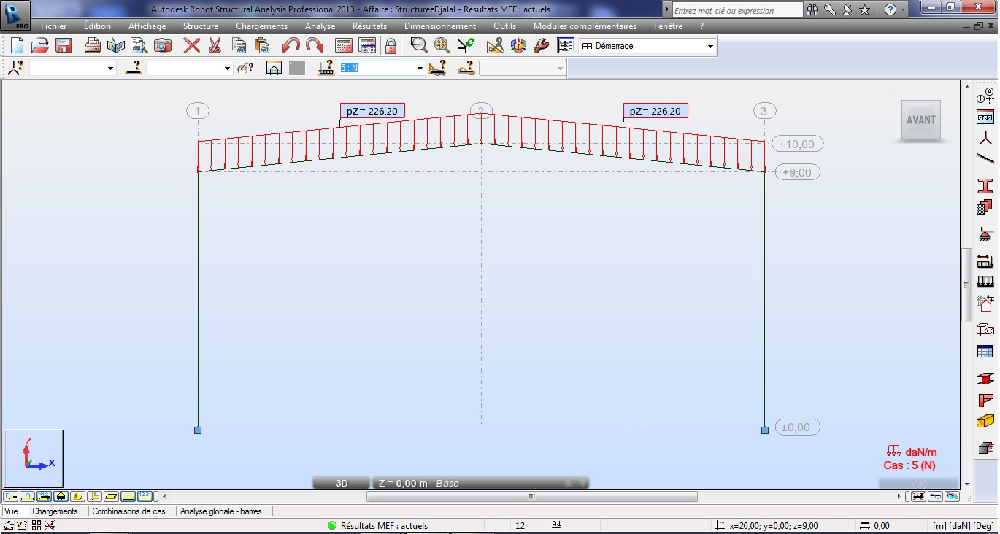 Autodesk Robot Structural Analysis Professional 2013 - Affaire : StructureeDjalal - Résultats MEF : actuels
Entrez mot-clé ou expression
PRO
Fichier Édition Affichage Structure Chargements Analyse Résultats Dimensionnement Outils Modules complémentaires Fenêtre ?
Démarrage
5 : N
1 pZ=-226.20 2 pZ=-226.20 3
AVANT
+10,00
+9,00
±0,00
Z
Y
X
daN/m
Cas : 5 (N)
3D Z = 0,00 m - Base
Vue
Vue Chargements Combinaisons de cas Analyse globale - barres
Résultats MEF : actuels 12 x=20,00; y=0,00; z=9,00 0,00 [m] [daN] [Deg]